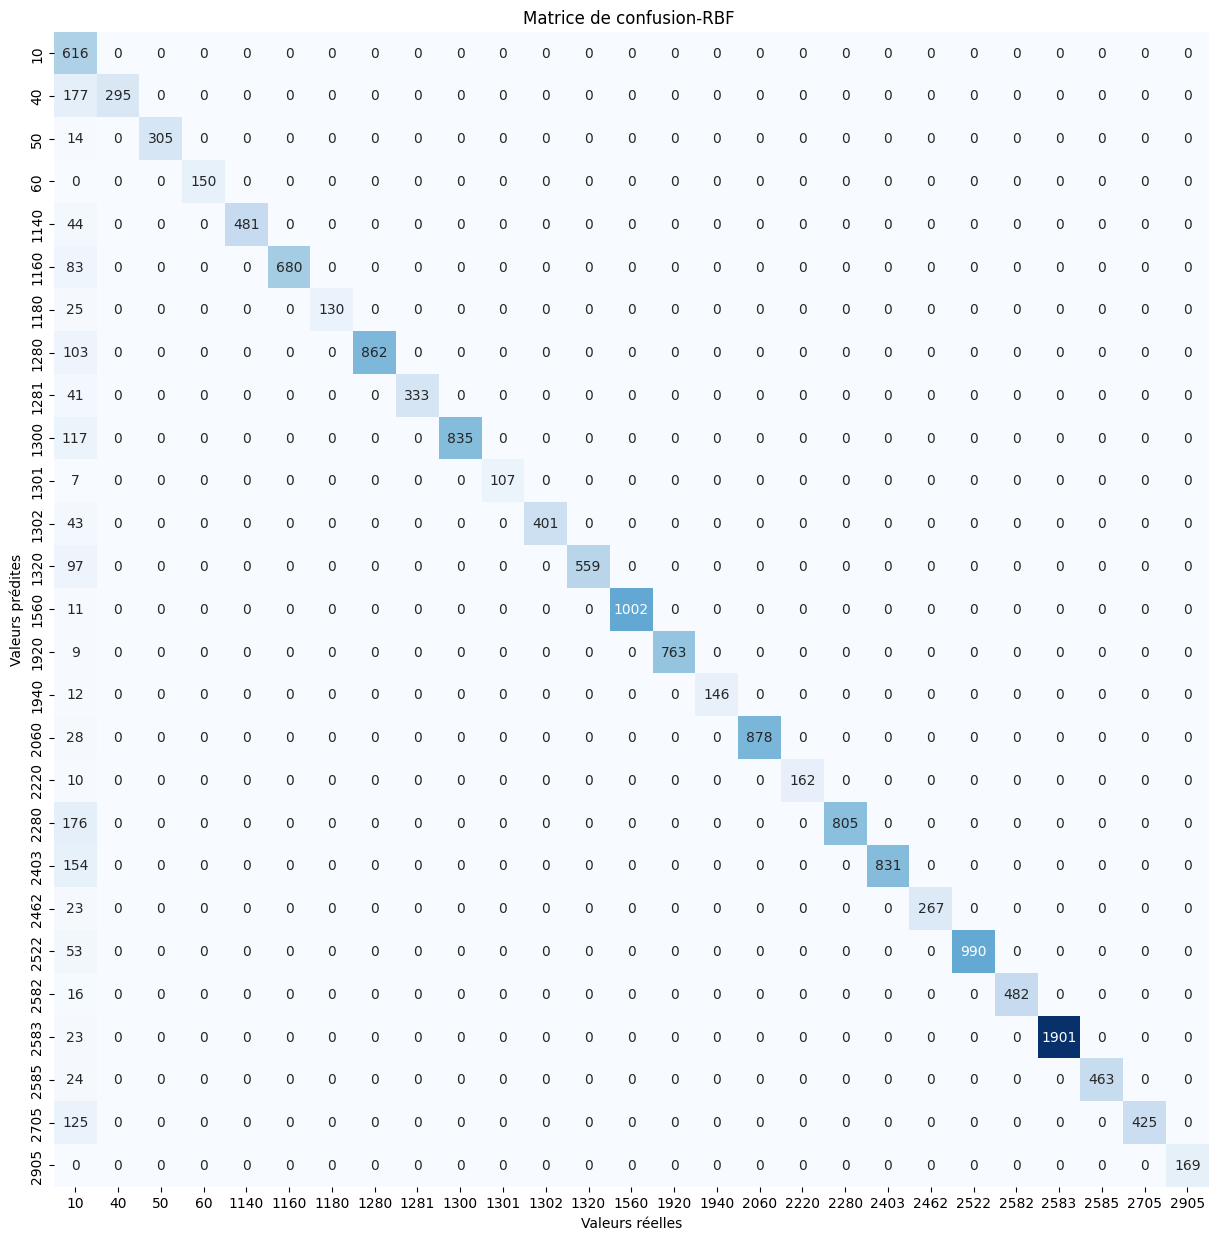 Matrice de confusion-RBF
Valeurs prédites
10 616 0 0 0 0 0 0 0 0 0 0 0 0 0 0 0 0 0 0 0 0 0 0 0 0 0 0
40 177 295 0 0 0 0 0 0 0 0 0 0 0 0 0 0 0 0 0 0 0 0 0 0 0 0 0
50 14 0 305 0 0 0 0 0 0 0 0 0 0 0 0 0 0 0 0 0 0 0 0 0 0 0 0
60 0 0 0 150 0 0 0 0 0 0 0 0 0 0 0 0 0 0 0 0 0 0 0 0 0 0 0
1140 44 0 0 0 481 0 0 0 0 0 0 0 0 0 0 0 0 0 0 0 0 0 0 0 0 0 0
1160 83 0 0 0 0 680 0 0 0 0 0 0 0 0 0 0 0 0 0 0 0 0 0 0 0 0 0
1180 25 0 0 0 0 0 130 0 0 0 0 0 0 0 0 0 0 0 0 0 0 0 0 0 0 0 0
1280 103 0 0 0 0 0 0 862 0 0 0 0 0 0 0 0 0 0 0 0 0 0 0 0 0 0 0
1281 41 0 0 0 0 0 0 0 333 0 0 0 0 0 0 0 0 0 0 0 0 0 0 0 0 0 0
1300 117 0 0 0 0 0 0 0 0 835 0 0 0 0 0 0 0 0 0 0 0 0 0 0 0 0 0
1301 7 0 0 0 0 0 0 0 0 0 107 0 0 0 0 0 0 0 0 0 0 0 0 0 0 0 0
1302 43 0 0 0 0 0 0 0 0 0 0 401 0 0 0 0 0 0 0 0 0 0 0 0 0 0 0
1320 97 0 0 0 0 0 0 0 0 0 0 0 559 0 0 0 0 0 0 0 0 0 0 0 0 0 0
1560 11 0 0 0 0 0 0 0 0 0 0 0 0 1002 0 0 0 0 0 0 0 0 0 0 0 0 0
1920 9 0 0 0 0 0 0 0 0 0 0 0 0 0 763 0 0 0 0 0 0 0 0 0 0 0 0
1940 12 0 0 0 0 0 0 0 0 0 0 0 0 0 0 146 0 0 0 0 0 0 0 0 0 0 0
2060 28 0 0 0 0 0 0 0 0 0 0 0 0 0 0 0 878 0 0 0 0 0 0 0 0 0 0
2220 10 0 0 0 0 0 0 0 0 0 0 0 0 0 0 0 0 162 0 0 0 0 0 0 0 0 0
2280 176 0 0 0 0 0 0 0 0 0 0 0 0 0 0 0 0 0 805 0 0 0 0 0 0 0 0
2403 154 0 0 0 0 0 0 0 0 0 0 0 0 0 0 0 0 0 0 831 0 0 0 0 0 0 0
2462 23 0 0 0 0 0 0 0 0 0 0 0 0 0 0 0 0 0 0 0 267 0 0 0 0 0 0
2522 53 0 0 0 0 0 0 0 0 0 0 0 0 0 0 0 0 0 0 0 0 990 0 0 0 0 0
2582 16 0 0 0 0 0 0 0 0 0 0 0 0 0 0 0 0 0 0 0 0 0 482 0 0 0 0
2583 23 0 0 0 0 0 0 0 0 0 0 0 0 0 0 0 0 0 0 0 0 0 0 1901 0 0 0
2585 24 0 0 0 0 0 0 0 0 0 0 0 0 0 0 0 0 0 0 0 0 0 0 0 463 0 0
2705 125 0 0 0 0 0 0 0 0 0 0 0 0 0 0 0 0 0 0 0 0 0 0 0 0 425 0
2905 0 0 0 0 0 0 0 0 0 0 0 0 0 0 0 0 0 0 0 0 0 0 0 0 0 0 169
10 40 50 60 1140 1160 1180 1280 1281 1300 1301 1302 1320 1560 1920 1940 2060 2220 2280 2403 2462 2522 2582 2583 2585 2705 2905
Valeurs réelles